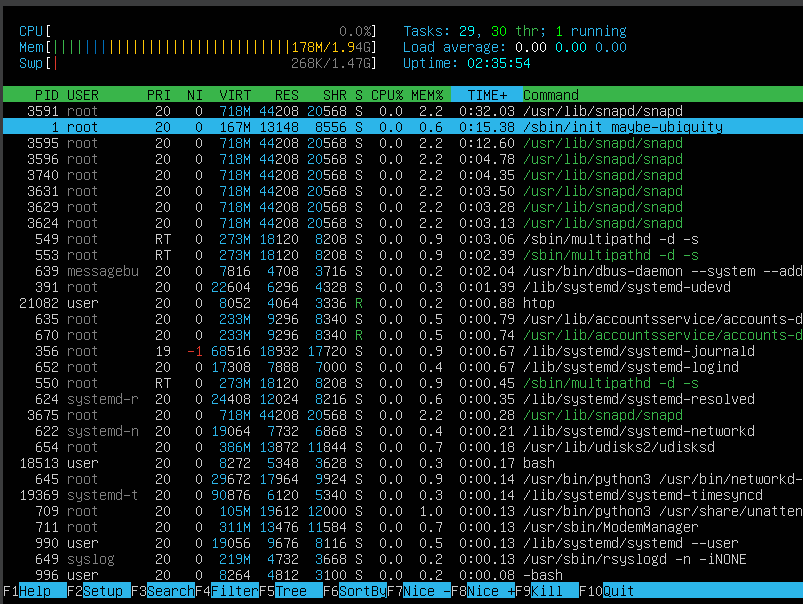 CPU[ 0.0%] Tasks: 29, 30 thr; 1 running
Mem[||||||||||||||||||||||||||||||178M/1.94G] Load average: 0.00 0.00 0.00
Swp[| 268K/1.47G] Uptime: 02:35:54
PID USER PRI NI VIRT RES SHR S CPU% MEM% TIME+ Command
3591 root 20 0 718M 44208 20568 S 0.0 2.2 0:32.03 /usr/lib/snapd/snapd
1 root 20 0 167M 13148 8556 S 0.0 0.6 0:15.38 /sbin/init maybe-ubiquity
3595 root 20 0 718M 44208 20568 S 0.0 2.2 0:12.60 /usr/lib/snapd/snapd
3596 root 20 0 718M 44208 20568 S 0.0 2.2 0:04.78 /usr/lib/snapd/snapd
3740 root 20 0 718M 44208 20568 S 0.0 2.2 0:04.35 /usr/lib/snapd/snapd
3631 root 20 0 718M 44208 20568 S 0.0 2.2 0:03.50 /usr/lib/snapd/snapd
3629 root 20 0 718M 44208 20568 S 0.0 2.2 0:03.28 /usr/lib/snapd/snapd
3624 root 20 0 718M 44208 20568 S 0.0 2.2 0:03.13 /usr/lib/snapd/snapd
549 root RT 0 273M 18120 8208 S 0.0 0.9 0:03.06 /sbin/multipathd -d -s
553 root RT 0 273M 18120 8208 S 0.0 0.9 0:02.39 /sbin/multipathd -d -s
639 messagebu 20 0 7816 4708 3716 S 0.0 0.2 0:02.04 /usr/bin/dbus-daemon --system --add
391 root 20 0 22604 6296 4328 S 0.0 0.3 0:01.39 /lib/systemd/systemd-udevd
21082 user 20 0 8052 4064 3336 R 0.0 0.2 0:00.88 htop
635 root 20 0 233M 9296 8340 S 0.0 0.5 0:00.79 /usr/lib/accountsservice/accounts-d
670 root 20 0 233M 9296 8340 R 0.0 0.5 0:00.74 /usr/lib/accountsservice/accounts-d
356 root 19 -1 68516 18932 17720 S 0.0 0.9 0:00.67 /lib/systemd/systemd-journald
652 root 20 0 17308 7888 7000 S 0.0 0.4 0:00.67 /lib/systemd/systemd-logind
550 root RT 0 273M 18120 8208 S 0.0 0.9 0:00.45 /sbin/multipathd -d -s
624 systemd-r 20 0 24408 12024 8216 S 0.0 0.6 0:00.35 /lib/systemd/systemd-resolved
3675 root 20 0 718M 44208 20568 S 0.0 2.2 0:00.28 /usr/lib/snapd/snapd
622 systemd-n 20 0 19064 7732 6868 S 0.0 0.4 0:00.21 /lib/systemd/systemd-networkd
654 root 20 0 386M 13872 11844 S 0.0 0.7 0:00.18 /usr/lib/udisks2/udisksd
18513 user 20 0 8272 5348 3628 S 0.0 0.3 0:00.17 bash
645 root 20 0 29672 17964 9924 S 0.0 0.9 0:00.14 /usr/bin/python3 /usr/bin/networkd-
19369 systemd-t 20 0 90876 6120 5340 S 0.0 0.3 0:00.14 /lib/systemd/systemd-timesyncd
709 root 20 0 105M 19612 12000 S 0.0 1.0 0:00.13 /usr/bin/python3 /usr/share/unatten
711 root 20 0 311M 13476 11584 S 0.0 0.7 0:00.13 /usr/sbin/ModemManager
990 user 20 0 19056 9676 8116 S 0.0 0.5 0:00.13 /lib/systemd/systemd --user
649 syslog 20 0 219M 4732 3668 S 0.0 0.2 0:00.13 /usr/sbin/rsyslogd -n -iNONE
996 user 20 0 8264 4812 3100 S 0.0 0.2 0:00.08 -bash
F1Help F2Setup F3SearchF4FilterF5Tree F6SortByF7Nice -F8Nice +F9Kill F10Quit